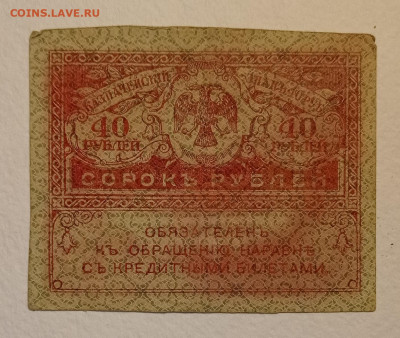 COINS.LAVE.RU
КАЗНАЧЕЙСКІЙ ЗНАКЪ
40 40
РУБЛЕЙ РУБЛЕЙ
СОРОКЪ РУБЛЕЙ
ОБЯЗАТЕЛЕНЪ
КЪ ОБРАЩЕНІЮ НАРАВНѢ
СЪ КРЕДИТНЫМИ БИЛЕТАМИ